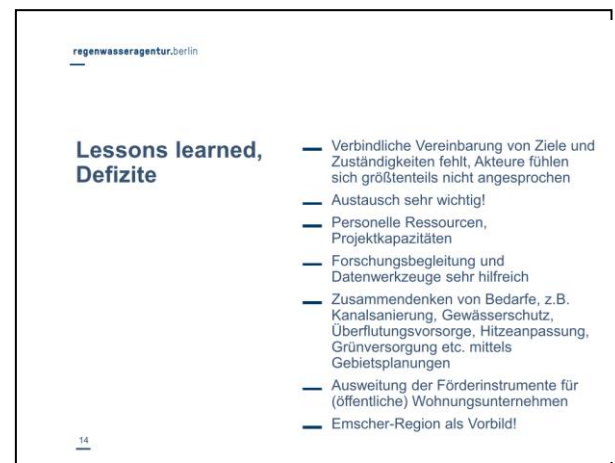 regenwasseragentur.berlin
Lessons learned,
Defizite
Verbindliche Vereinbarung von Ziele und
Zuständigkeiten fehlt, Akteure fühlen
sich größtenteils nicht angesprochen
Austausch sehr wichtig!
Personelle Ressourcen,
Projektkapazitäten
Forschungsbegleitung und
Datenwerkzeuge sehr hilfreich
Zusammendenken von Bedarfe, z.B.
Kanalsanierung, Gewässerschutz,
Überflutungsvorsorge, Hitzeanpassung,
Grünversorgung etc. mittels
Gebietsplanungen
Ausweitung der Förderinstrumente für
(öffentliche) Wohnungsunternehmen
Emscher-Region als Vorbild!
14